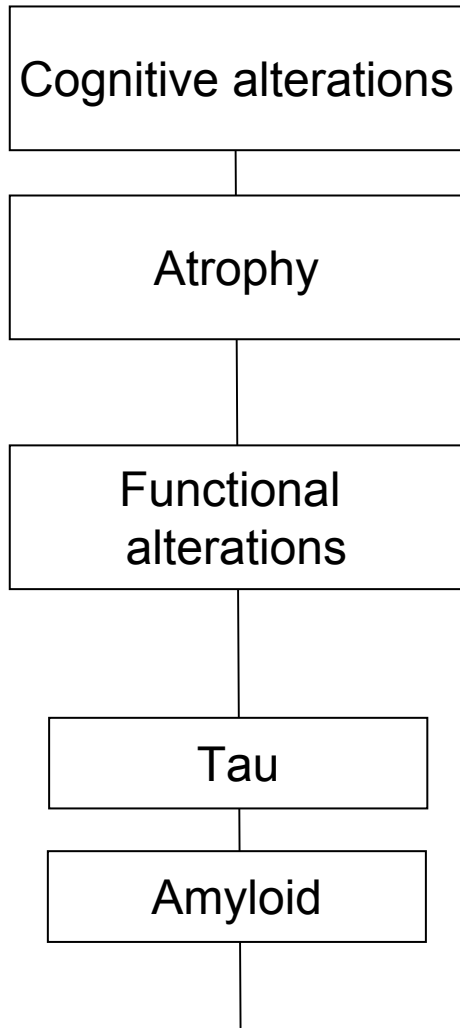 Cognitive alterations
Atrophy
Functional
alterations
Tau
Amyloid